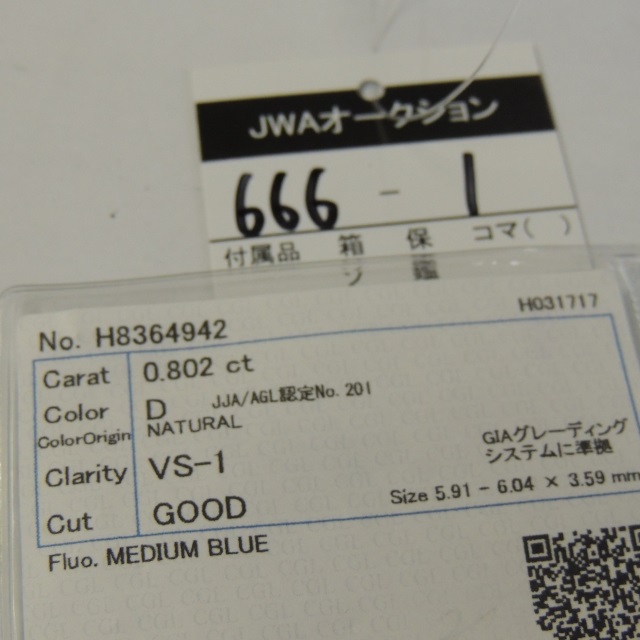 JWAオークション
666 - 1
付属品 箱 保 コマ( )
H031717
No. H8364942
Carat 0.802 ct
Color D JJA/AGL認定No. 201
ColorOrigin NATURAL
GIAグレーディング
システムに準拠
Clarity VS-1
Size 5.91 - 6.04 × 3.59 mm
Cut GOOD
Fluo. MEDIUM BLUE